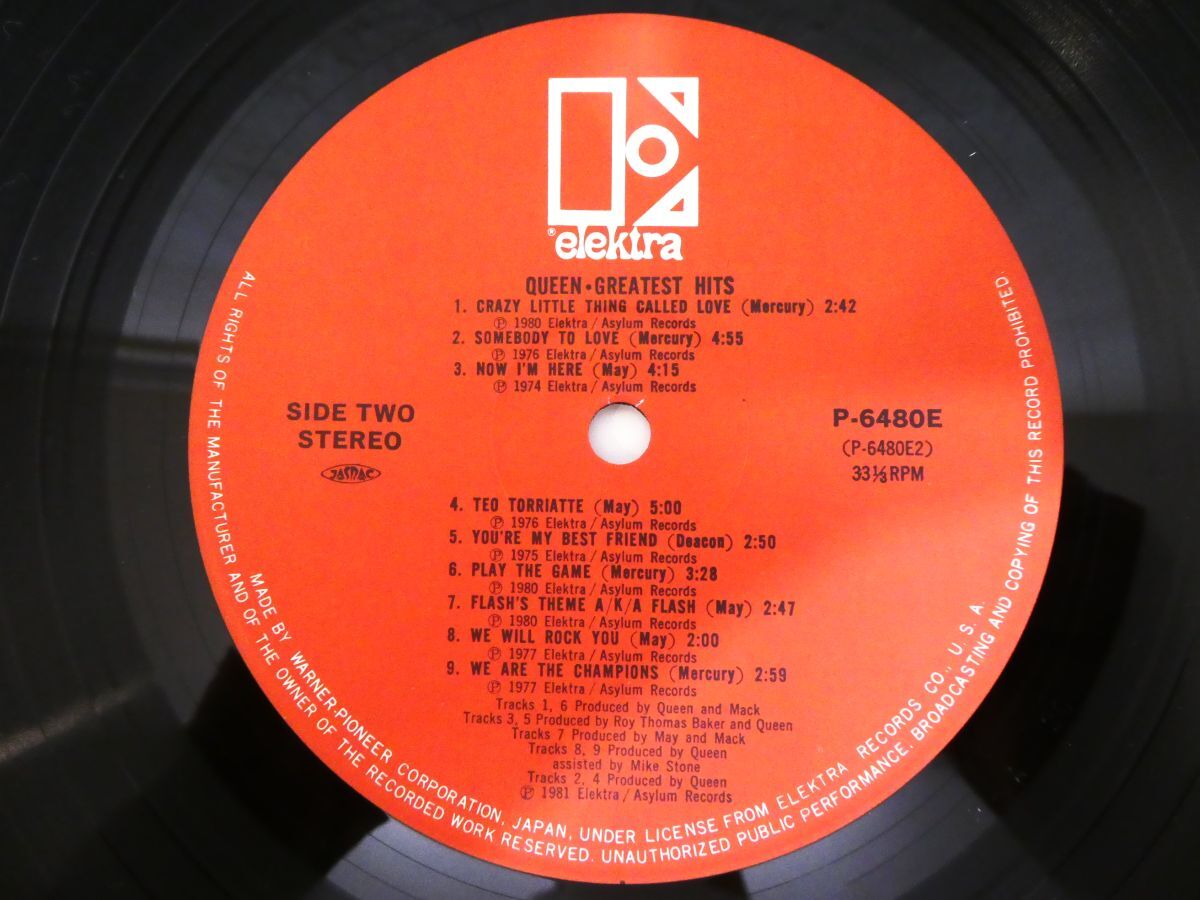 ® elektra
QUEEN • GREATEST HITS
1. CRAZY LITTLE THING CALLED LOVE (Mercury) 2:42
Ⓟ 1980 Elektra / Asylum Records
2. SOMEBODY TO LOVE (Mercury) 4:55
Ⓟ 1976 Elektra / Asylum Records
3. NOW I'M HERE (May) 4:15
Ⓟ 1974 Elektra / Asylum Records
SIDE TWO
STEREO
JASRAC
P-6480E
(P-6480E2)
33⅓ RPM
4. TEO TORRIATTE (May) 5:00
Ⓟ 1976 Elektra / Asylum Records
5. YOU'RE MY BEST FRIEND (Deacon) 2:50
Ⓟ 1975 Elektra / Asylum Records
6. PLAY THE GAME (Mercury) 3:28
Ⓟ 1980 Elektra / Asylum Records
7. FLASH'S THEME A/K/A FLASH (May) 2:47
Ⓟ 1980 Elektra / Asylum Records
8. WE WILL ROCK YOU (May) 2:00
Ⓟ 1977 Elektra / Asylum Records
9. WE ARE THE CHAMPIONS (Mercury) 2:59
Ⓟ 1977 Elektra / Asylum Records
Tracks 1, 6 Produced by Queen and Mack
Tracks 3, 5 Produced by Roy Thomas Baker and Queen
Tracks 7 Produced by May and Mack
Tracks 8, 9 Produced by Queen
assisted by Mike Stone
Tracks 2, 4 Produced by Queen
Ⓟ 1981 Elektra / Asylum Records
MADE BY WARNER-PIONEER CORPORATION, JAPAN, UNDER LICENSE FROM ELEKTRA RECORDS CO., U. S. A
ALL RIGHTS OF THE MANUFACTURER AND OF THE OWNER OF THE RECORDED WORK RESERVED. UNAUTHORIZED PUBLIC PERFORMANCE, BROADCASTING AND COPYING OF THIS RECORD PROHIBITED.